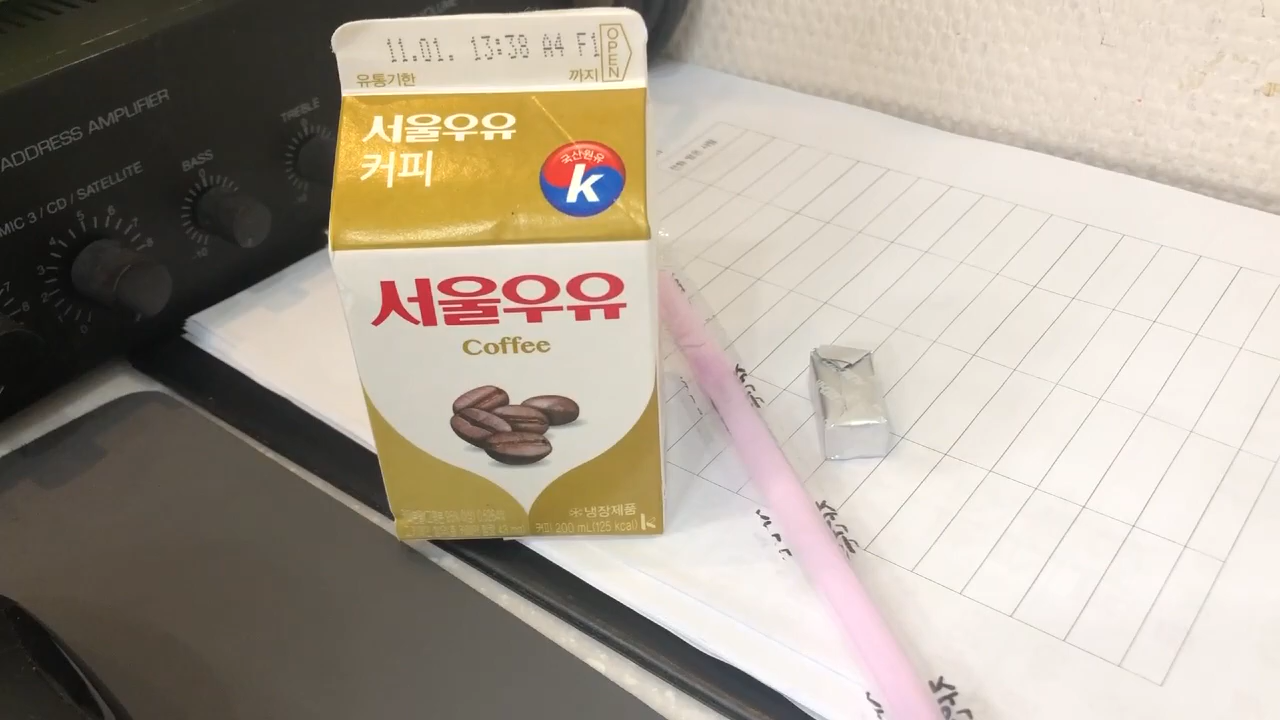 ADDRESS AMPLIFIER
MIC 3 / CD / SATELLITE
BASS
TREBLE
11.01. 13:38 A4 F1
OPEN
유통기한
까지
서울우유
커피
국산원유
k
서울우유
Coffee
냉장제품
커피 200 mL(125 kcal)